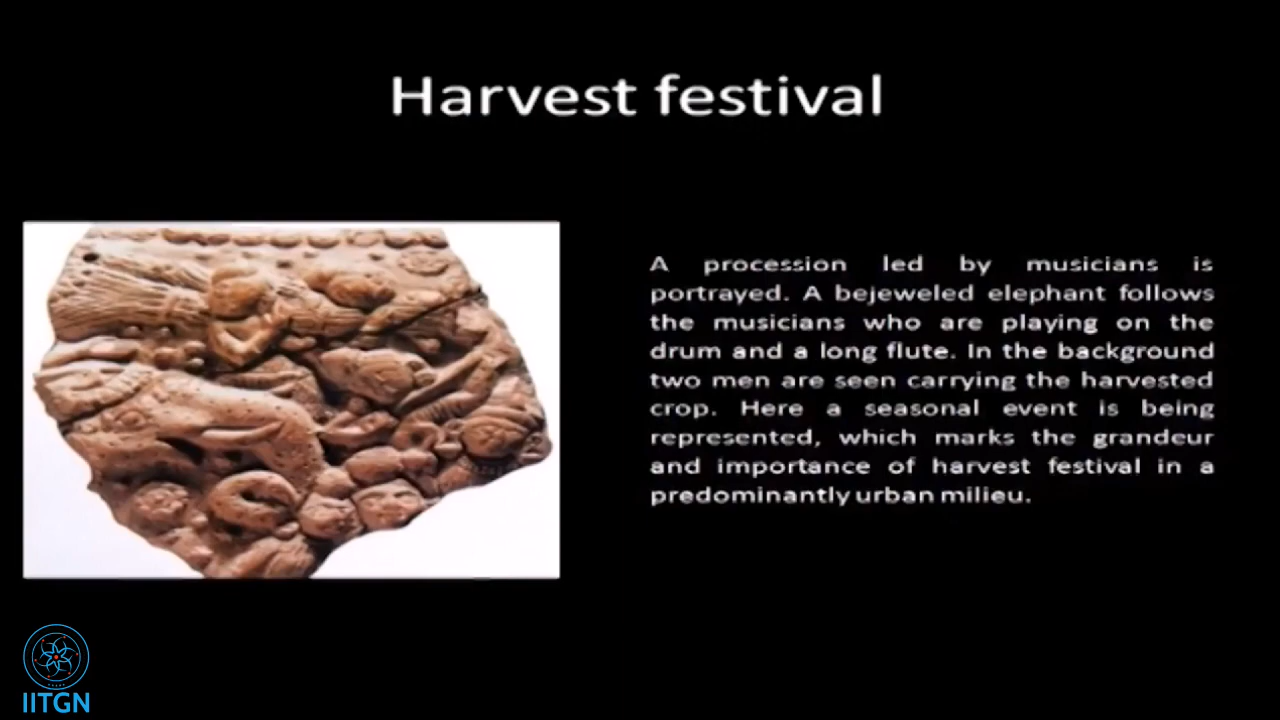 Harvest festival
A procession led by musicians is
portrayed. A bejeweled elephant follows
the musicians who are playing on the
drum and a long flute. In the background
two men are seen carrying the harvested
crop. Here a seasonal event is being
represented, which marks the grandeur
and importance of harvest festival in a
predominantly urban milieu.
IITGN